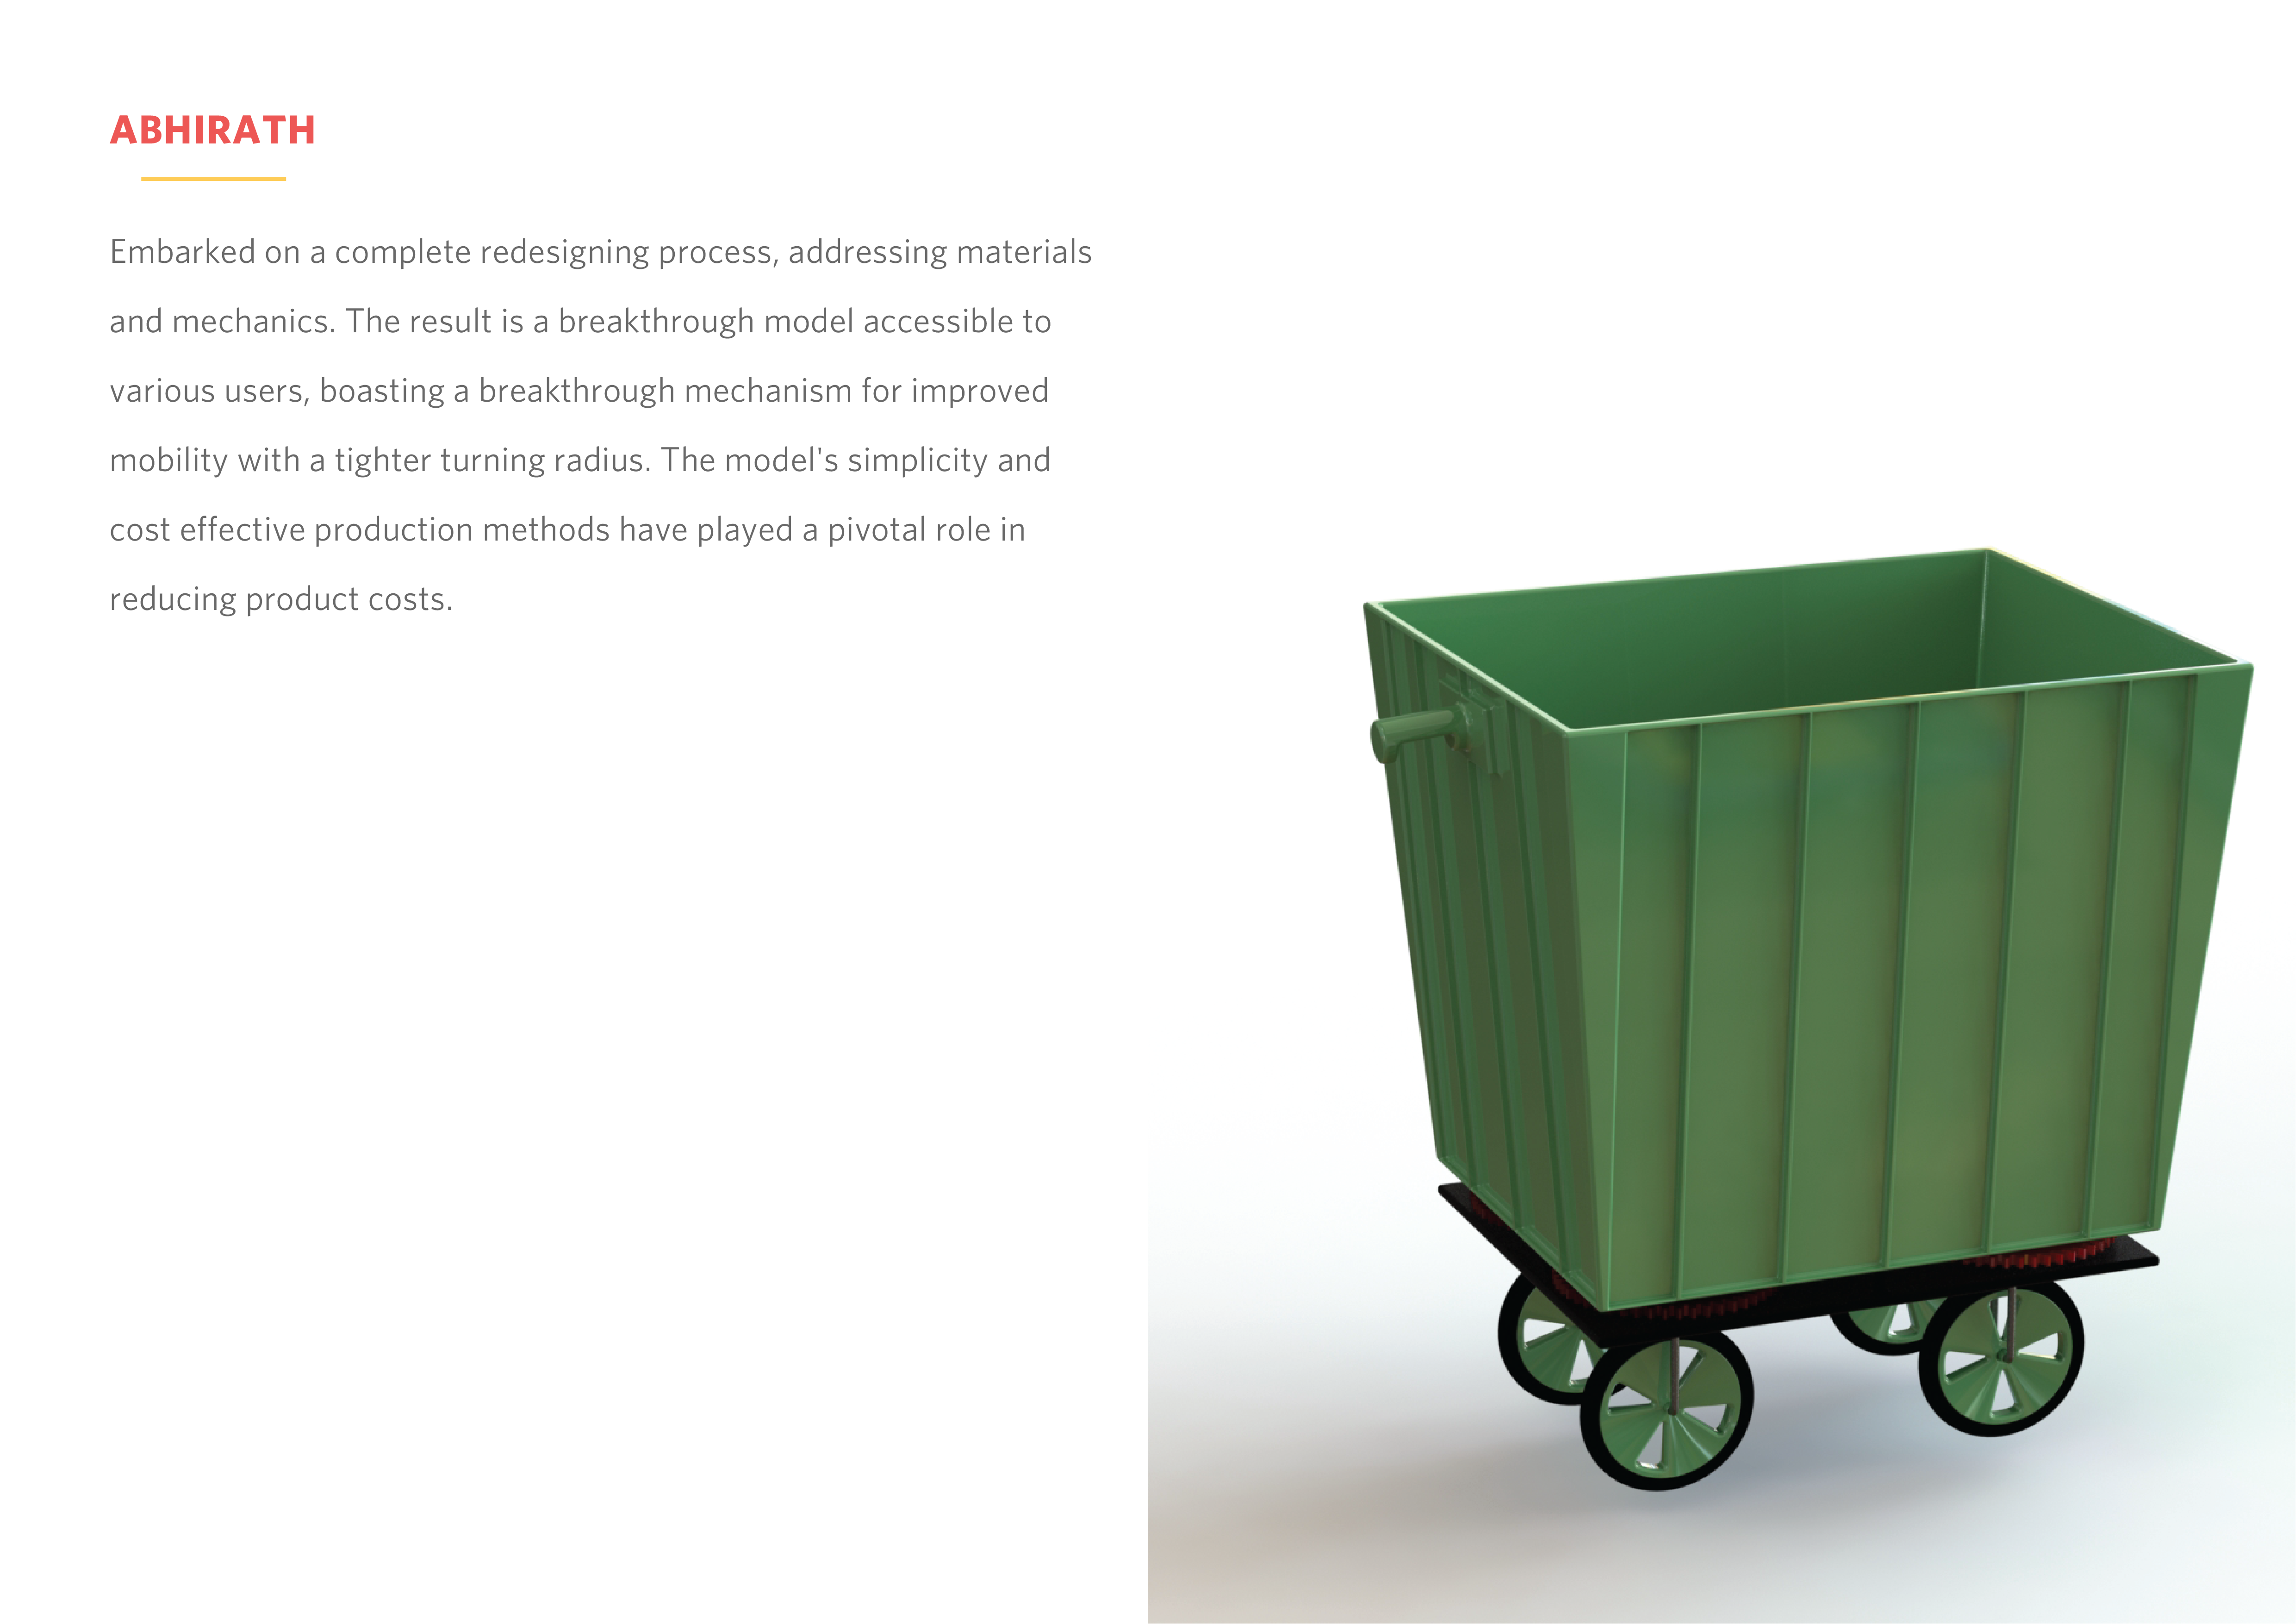 ABHIRATH
Embarked on a complete redesigning process, addressing materials
and mechanics. The result is a breakthrough model accessible to
various users, boasting a breakthrough mechanism for improved
mobility with a tighter turning radius. The model's simplicity and
cost effective production methods have played a pivotal role in
reducing product costs.